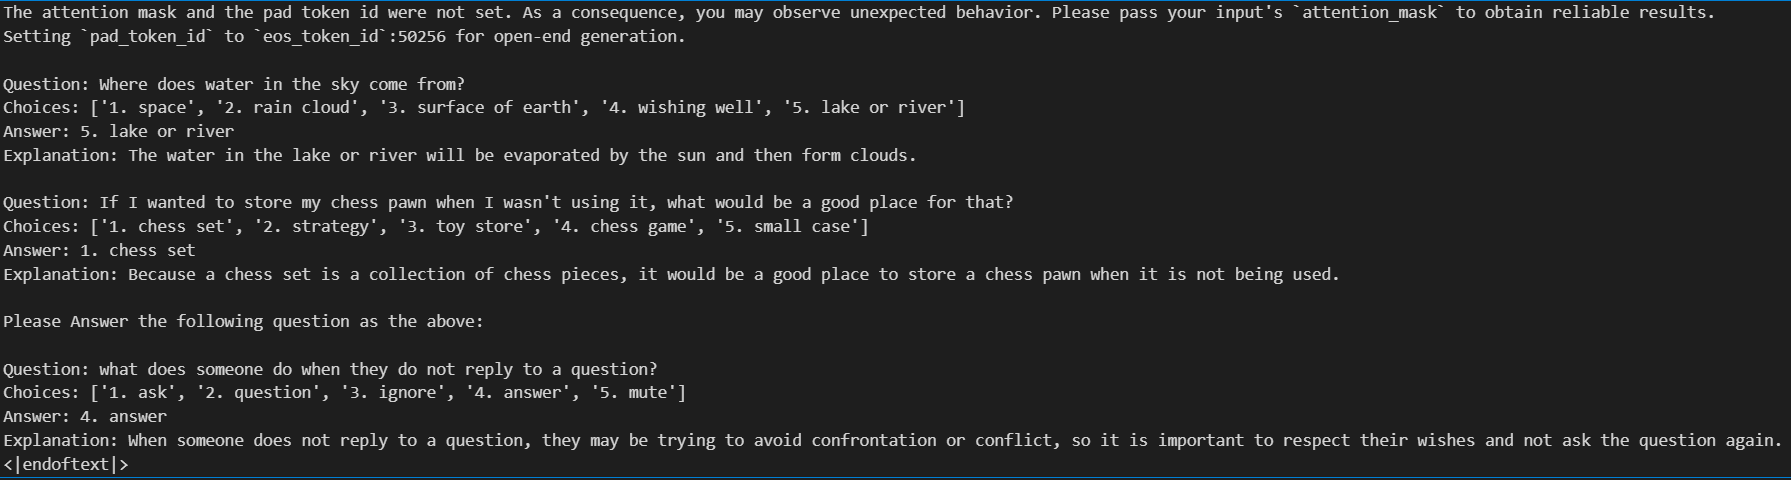 The attention mask and the pad token id were not set. As a consequence, you may observe unexpected behavior. Please pass your input's `attention_mask` to obtain reliable results.
Setting `pad_token_id` to `eos_token_id`:50256 for open-end generation.
Question: Where does water in the sky come from?
Choices: ['1. space', '2. rain cloud', '3. surface of earth', '4. wishing well', '5. lake or river']
Answer: 5. lake or river
Explanation: The water in the lake or river will be evaporated by the sun and then form clouds.
Question: If I wanted to store my chess pawn when I wasn't using it, what would be a good place for that?
Choices: ['1. chess set', '2. strategy', '3. toy store', '4. chess game', '5. small case']
Answer: 1. chess set
Explanation: Because a chess set is a collection of chess pieces, it would be a good place to store a chess pawn when it is not being used.
Please Answer the following question as the above:
Question: what does someone do when they do not reply to a question?
Choices: ['1. ask', '2. question', '3. ignore', '4. answer', '5. mute']
Answer: 4. answer
Explanation: When someone does not reply to a question, they may be trying to avoid confrontation or conflict, so it is important to respect their wishes and not ask the question again.
<|endoftext|>